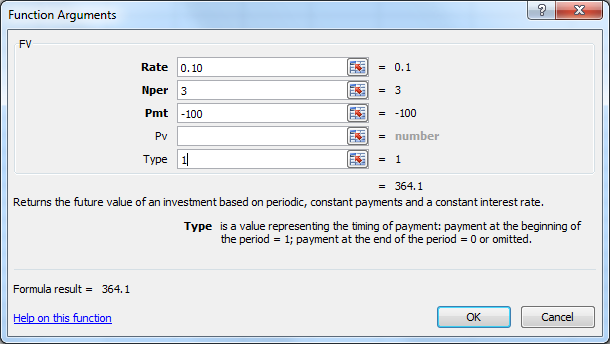 Function Arguments
FV
Rate 0.10 = 0.1
Nper 3 = 3
Pmt -100 = -100
Pv = number
Type 1 = 1
= 364.1
Returns the future value of an investment based on periodic, constant payments and a constant interest rate.
Type is a value representing the timing of payment: payment at the beginning of
the period = 1; payment at the end of the period = 0 or omitted.
Formula result = 364.1
Help on this function OK Cancel